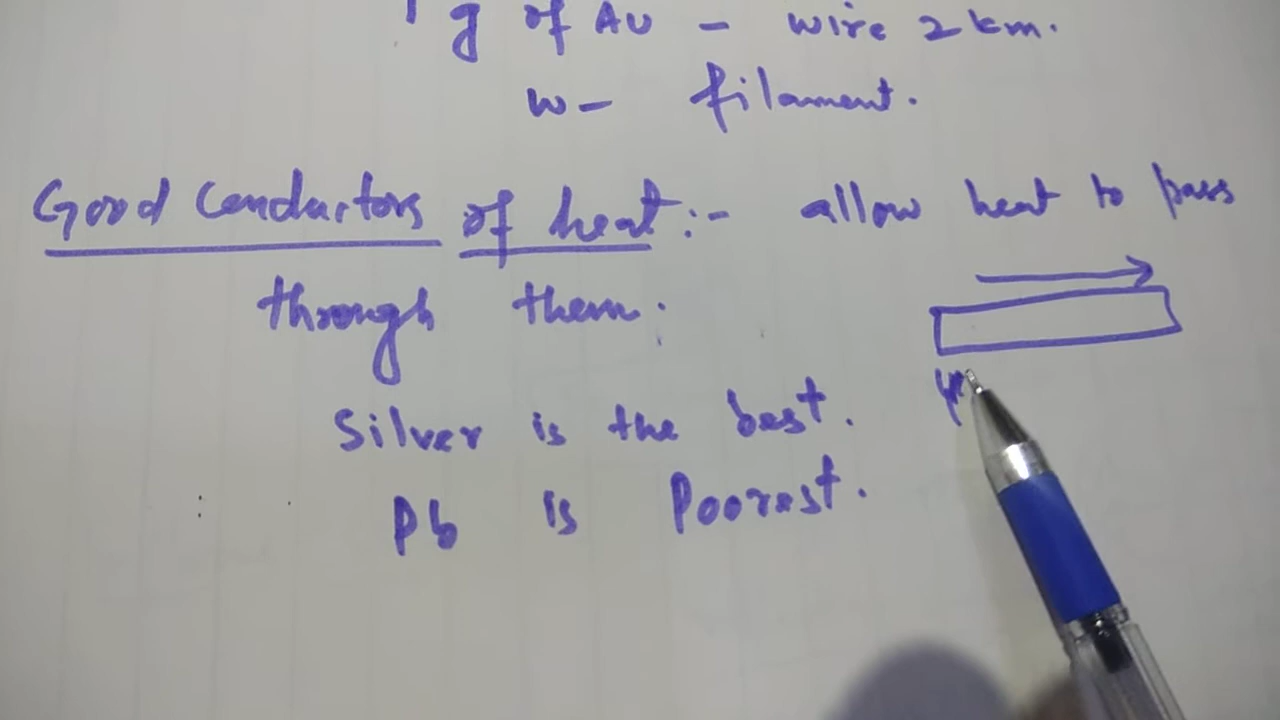 1 g of Au - wire 2 km.
W - filament.
Good Conductors of heat :- allow heat to pass
through them.
Silver is the best.
Pb is Poorest.